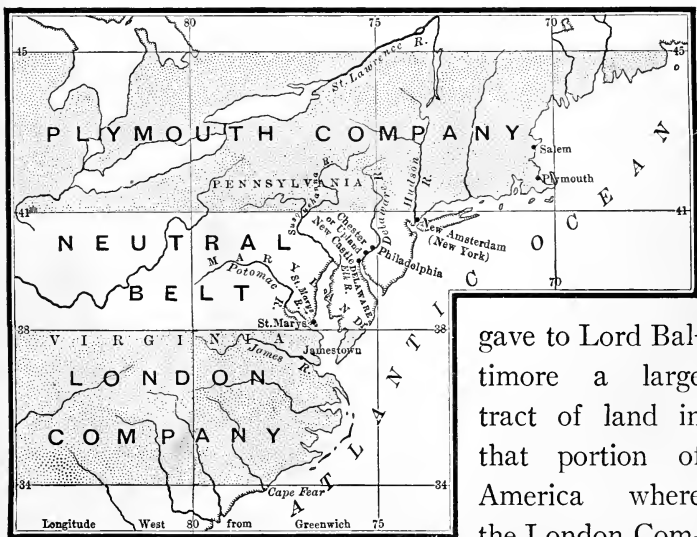 80
75
70
45
45
St. Lawrence R.
PLYMOUTH COMPANY
Salem
Plymouth
PENNSYLVANIA
Susquehanna R.
Delaware R.
Hudson R.
41
41
New Amsterdam
(New York)
NEUTRAL
BELT
Chester
or Upland
New Castle
Philadelphia
DELAWARE
Elk R.
MARYLAND
Potomac R.
St. Marys R.
St. Marys
70
38
38
VIRGINIA
James R.
Jamestown
LONDON
COMPANY
ATLANTIC OCEAN
34
34
Cape Fear
Longitude West 80 from Greenwich 75
gave to Lord Bal-
timore a large
tract of land in
that portion of
America where
the London Com-